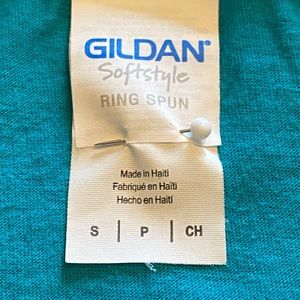 GILDAN®
Softstyle
RING SPUN
Made in Haiti
Fabriqué en Haïti
Hecho en Haití
S | P | CH